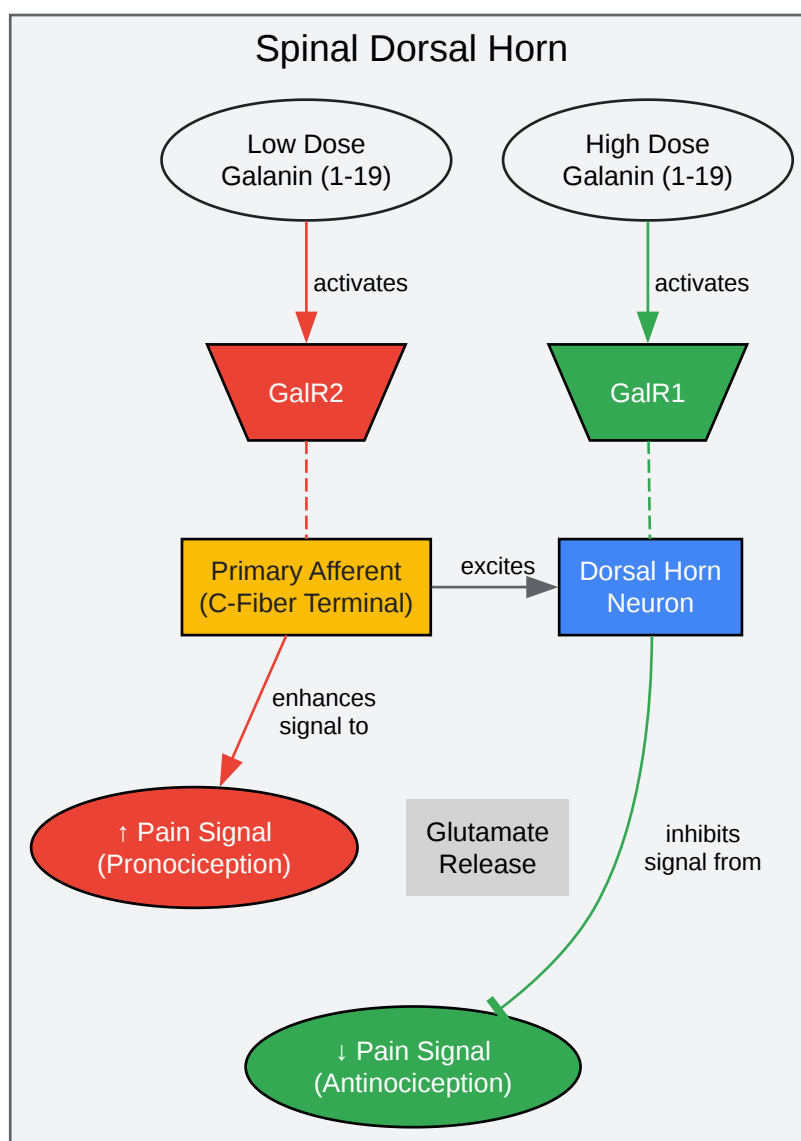 Spinal Dorsal Horn
Low Dose
Galanin (1-19)
High Dose
Galanin (1-19)
activates
activates
GalR2
GalR1
Primary Afferent
(C-Fiber Terminal)
excites
Dorsal Horn
Neuron
enhances
signal to
↑ Pain Signal
(Pronociception)
Glutamate
Release
inhibits
signal from
↓ Pain Signal
(Antinociception)